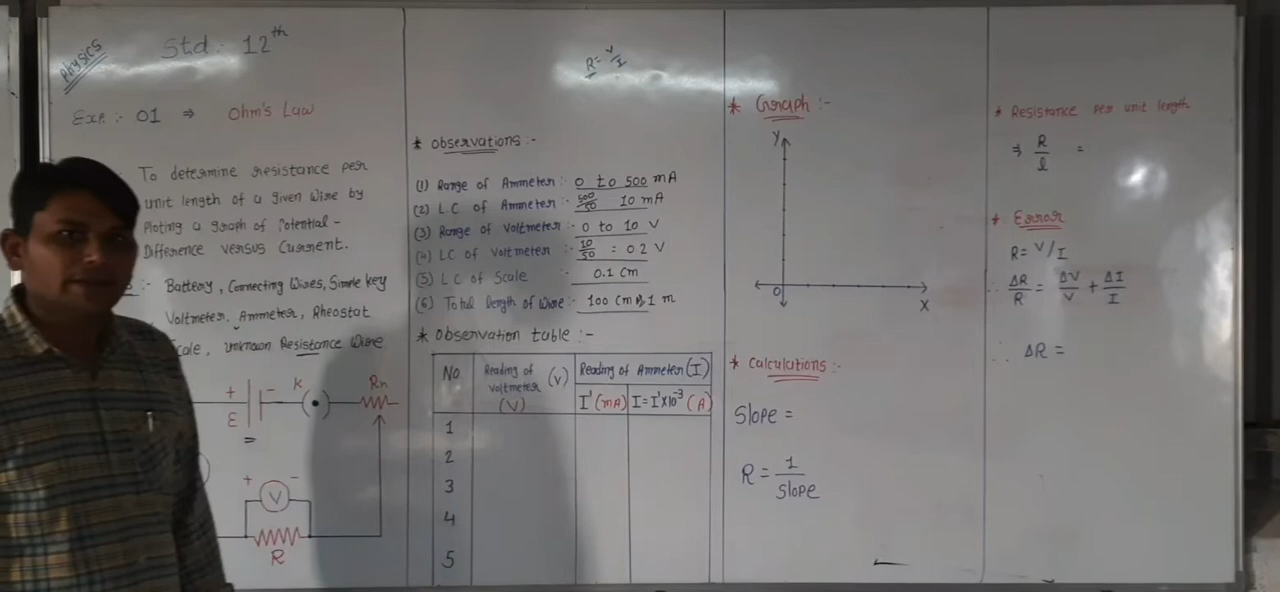 Physics
Std:- 12th
Exp:- 01 ⇒ Ohm's Law
To determine resistance per
unit length of a given Wire by
Ploting a graph of Potential-
Difference versus Current.
:- Battery, Connecting Wires, Simple key
Voltmeter, Ammeter, Rheostat
Scale, unknown Resistance Wire
+ - K Rh
ε
=
+ -
V
R
R = V/I
* Observations:-
(1) Range of Ammeter:- 0 to 500 mA
(2) L.C of Ammeter:- 500/50 10 mA
(3) Range of Voltmeter:- 0 to 10 V
(4) LC of Voltmeter:- 10/50 = 0.2 V
(5) LC of Scale :- 0.1 Cm
(6) Total length of Wire:- 100 Cm 1 m
* Observation table:-
No Reading of Voltmeter (V) (V) Reading of Ammeter (I)
I' (mA) I=I'×10⁻³ (A)
1
2
3
4
5
* Graph:-
Y
O
X
* Calculations:-
Slope =
R = 1/Slope
* Resistance per unit length
⇒ R/l =
* Error
R = V/I
∴ ΔR/R = ΔV/V + ΔI/I
∴ ΔR =